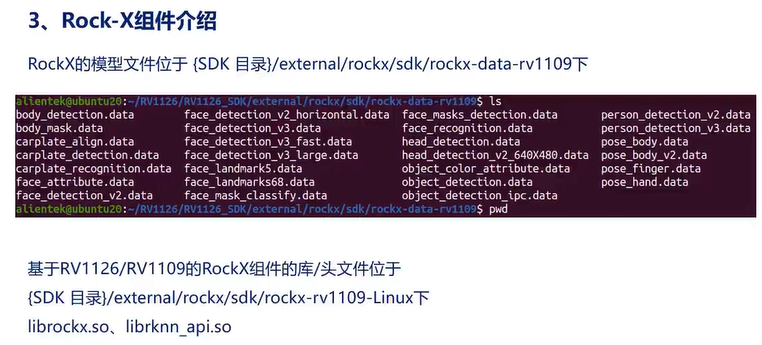 3、Rock-X组件介绍
RockX的模型文件位于 {SDK 目录}/external/rockx/sdk/rockx-data-rv1109下
alientek@ubuntu20:~/RV1126/RV1126_SDK/external/rockx/sdk/rockx-data-rv1109$ ls
body_detection.data face_detection_v2_horizontal.data face_masks_detection.data person_detection_v2.data
body_mask.data face_detection_v3.data face_recognition.data person_detection_v3.data
carplate_align.data face_detection_v3_fast.data head_detection.data pose_body.data
carplate_detection.data face_detection_v3_large.data head_detection_v2_640X480.data pose_body_v2.data
carplate_recognition.data face_landmark5.data object_color_attribute.data pose_finger.data
face_attribute.data face_landmarks68.data object_detection.data pose_hand.data
face_detection_v2.data face_mask_classify.data object_detection_ipc.data
alientek@ubuntu20:~/RV1126/RV1126_SDK/external/rockx/sdk/rockx-data-rv1109$ pwd
基于RV1126/RV1109的RockX组件的库/头文件位于
{SDK 目录}/external/rockx/sdk/rockx-rv1109-Linux下
librockx.so、librknn_api.so